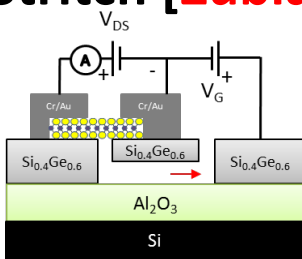 V_DS
A
+
-
+
V_G
Cr/Au
Cr/Au
Si₀.₄Ge₀.₆
Si₀.₄Ge₀.₆
Si₀.₄Ge₀.₆
Al₂O₃
Si